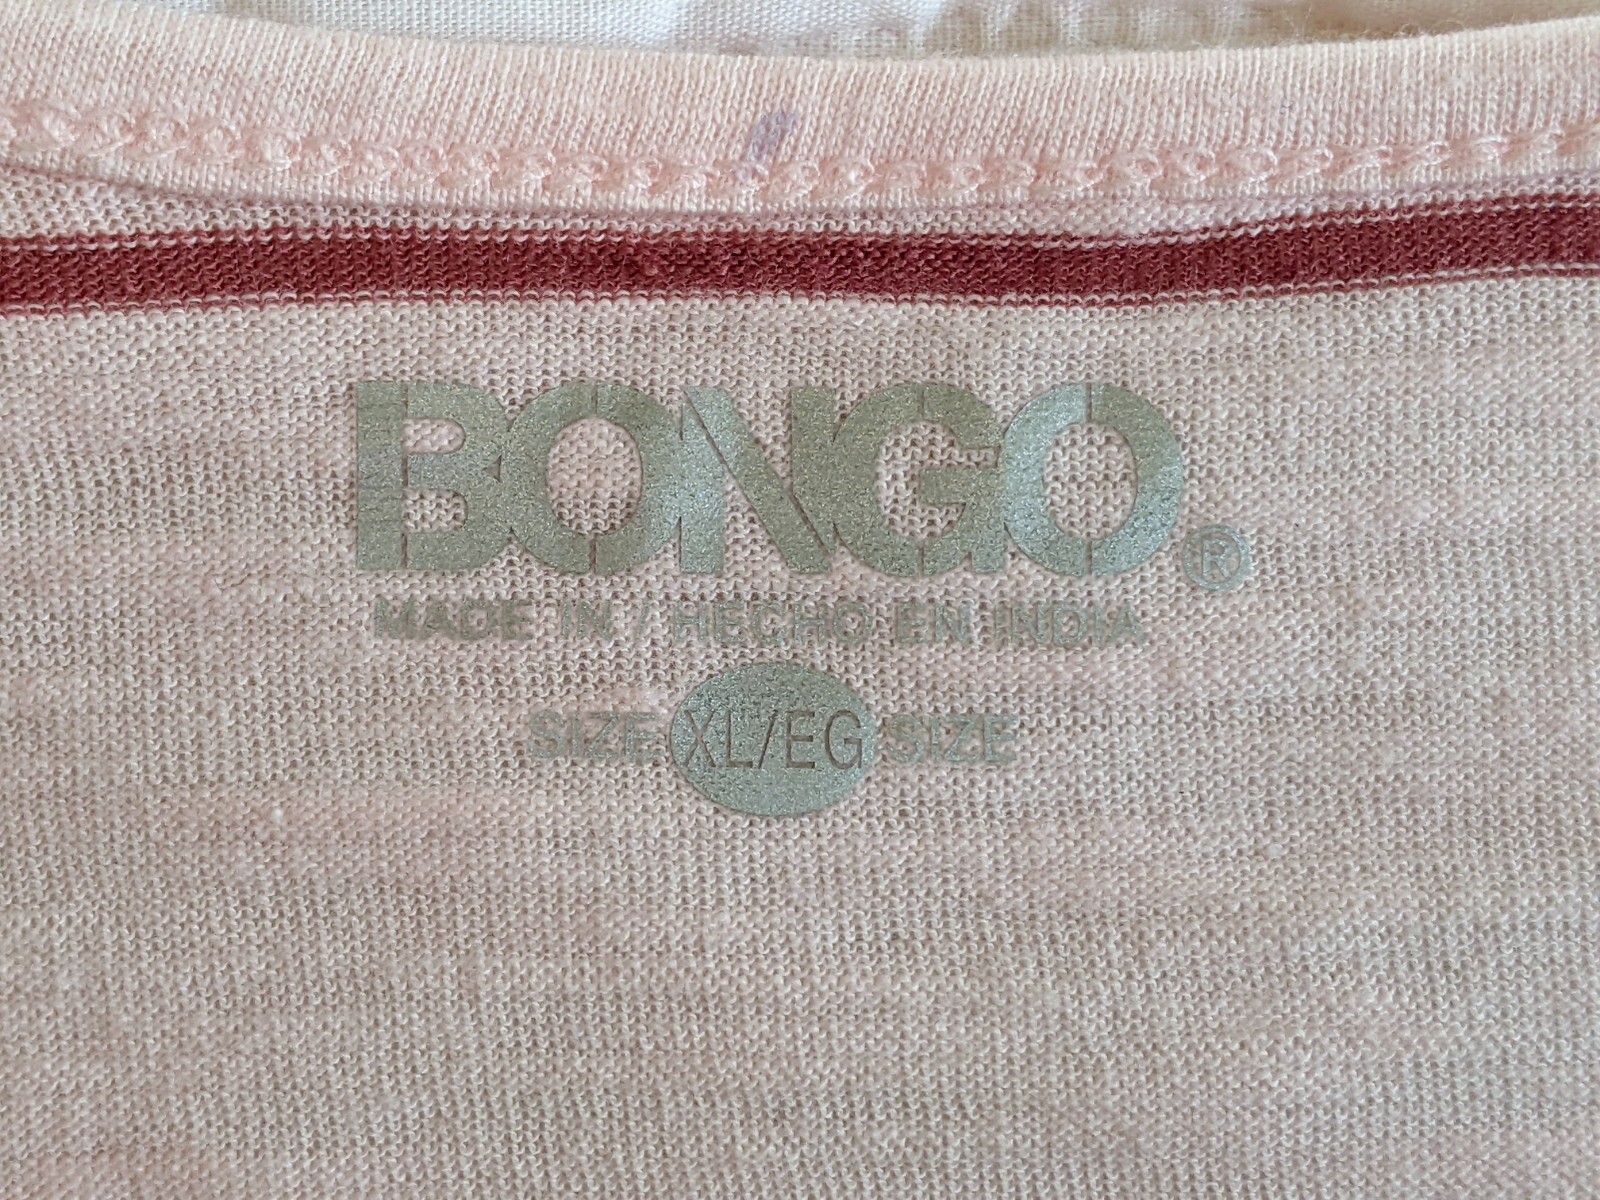 BONGO®
MADE IN / HECHO EN INDIA
SIZE XL/EG SIZE